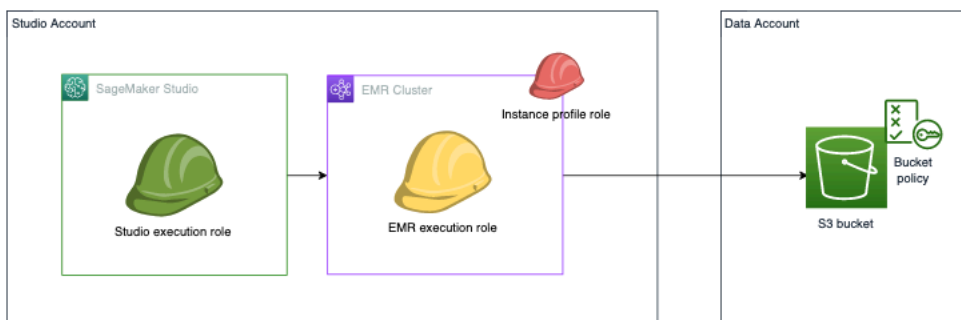 Studio Account
Data Account
SageMaker Studio
EMR Cluster
Instance profile role
Studio execution role
EMR execution role
Bucket
policy
S3 bucket